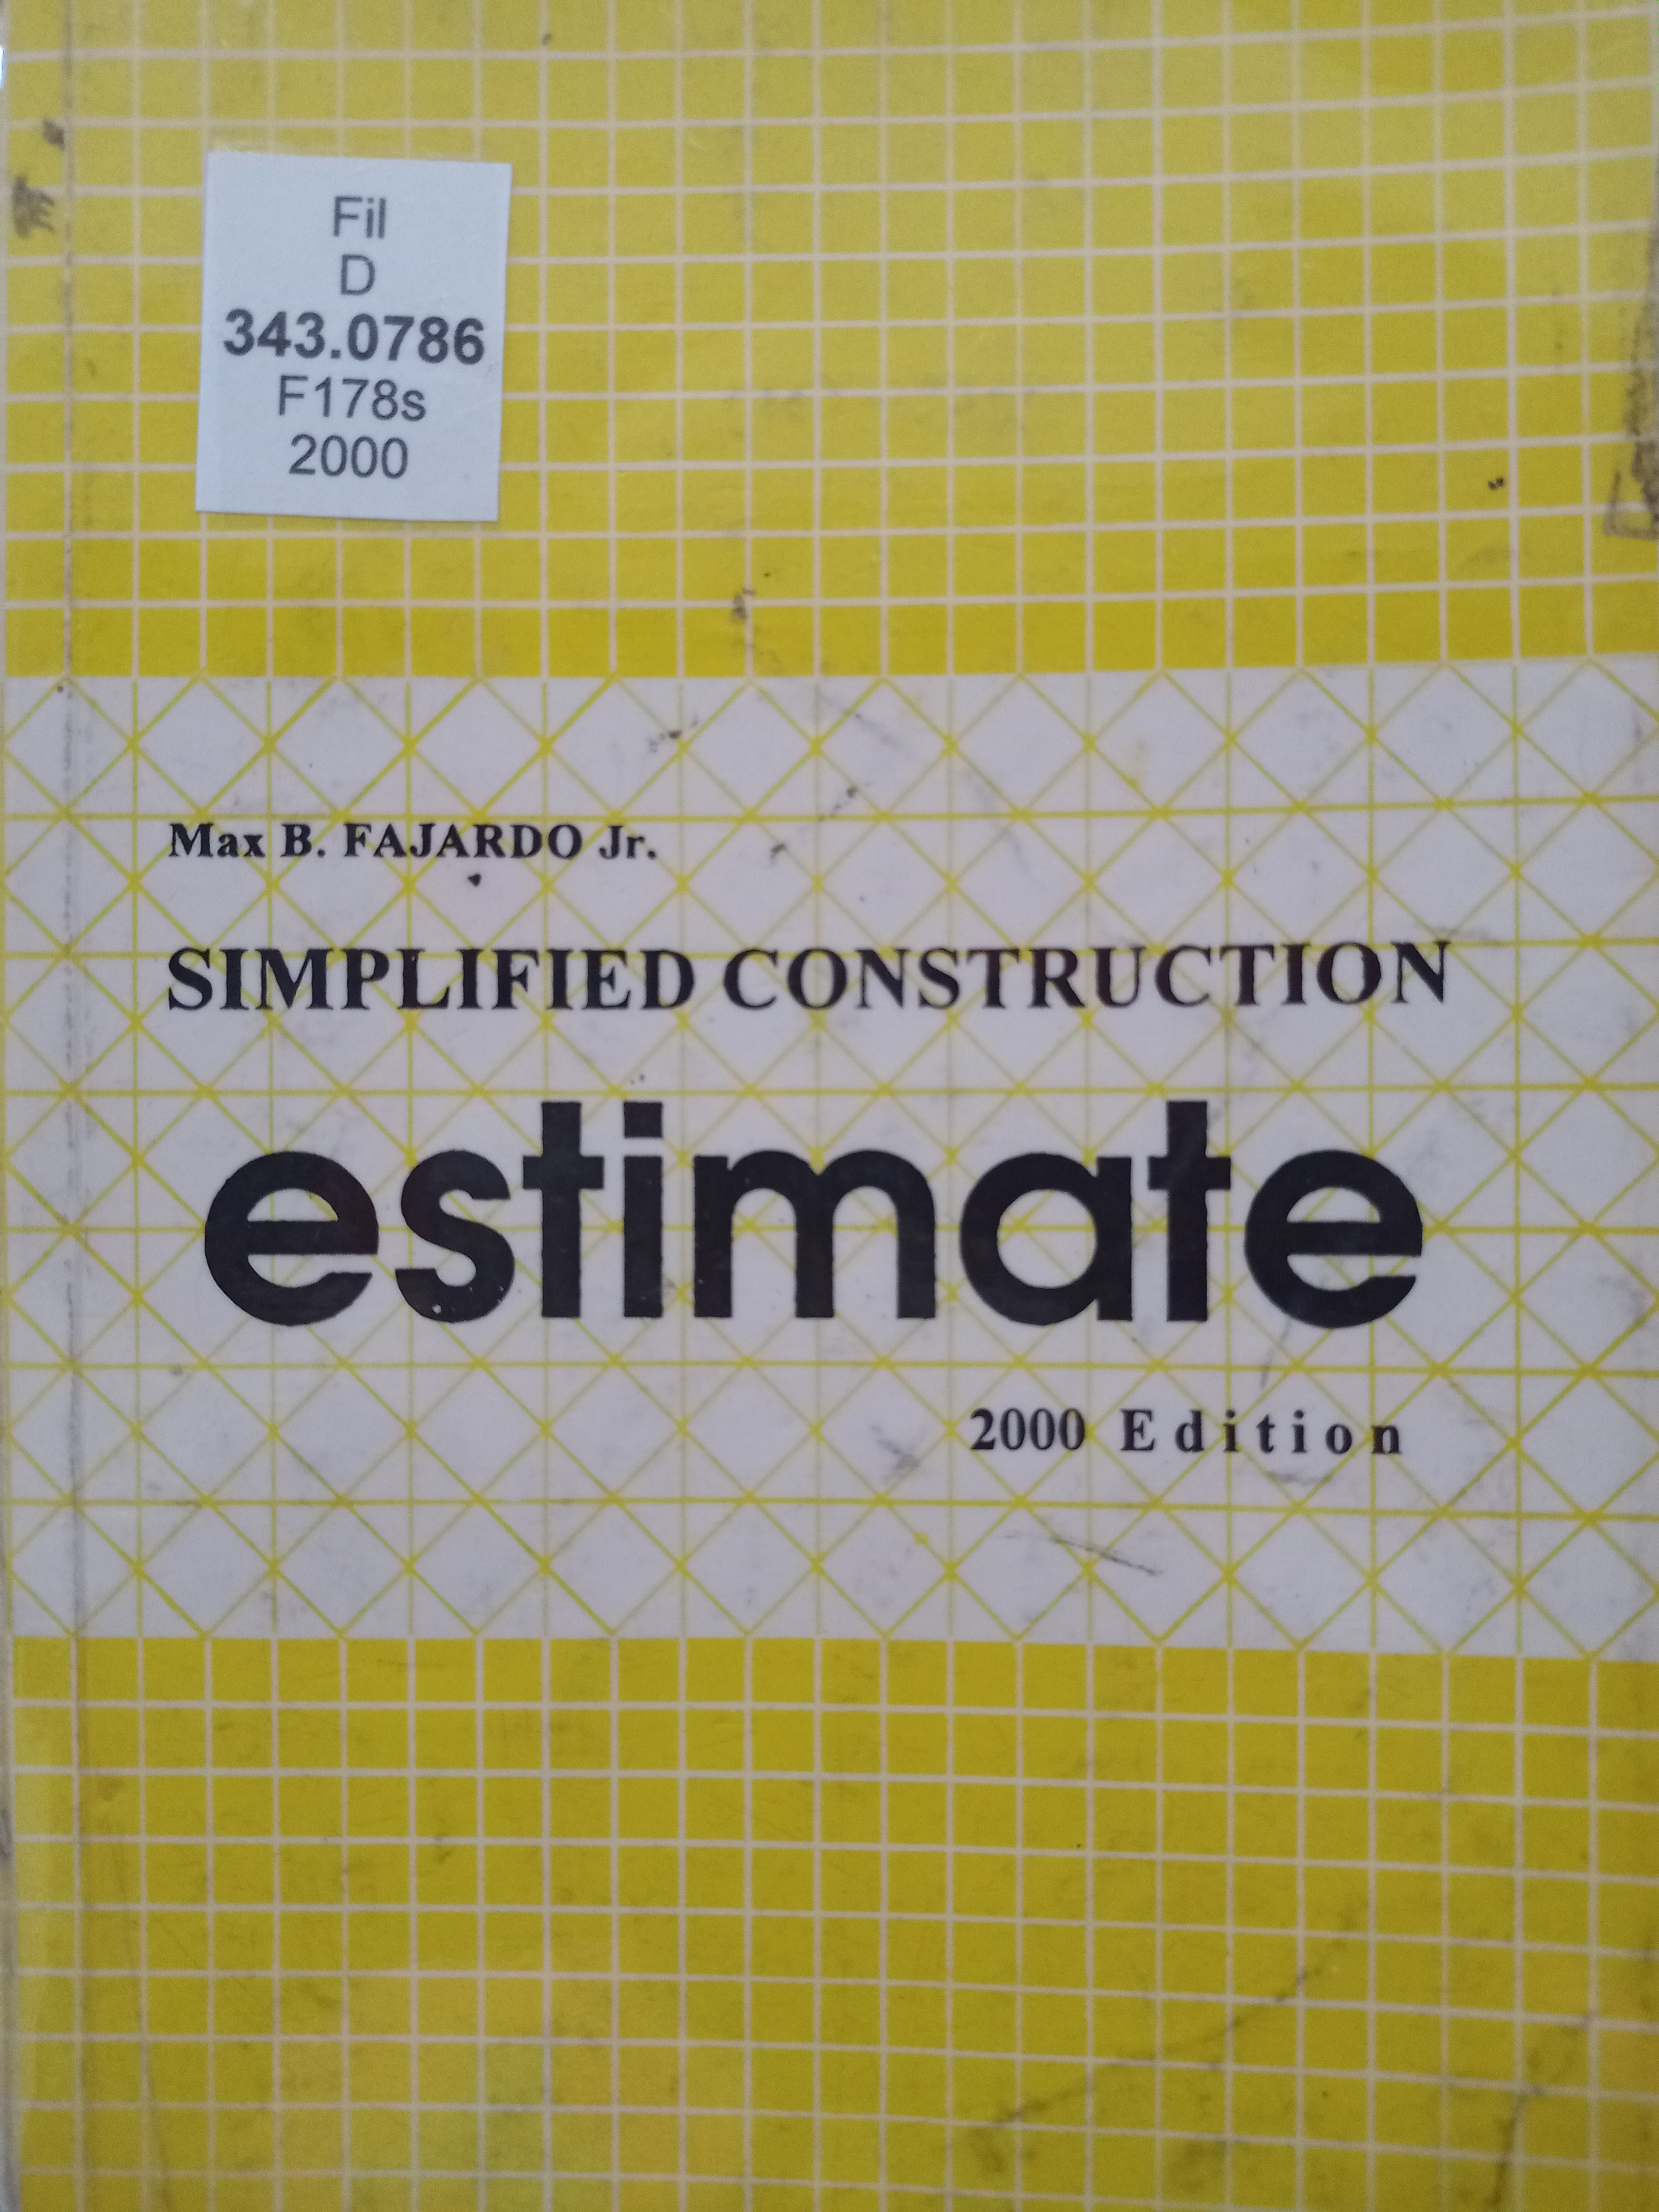 Fil
D
343.0786
F178s
2000
Max B. FAJARDO Jr.
SIMPLIFIED CONSTRUCTION
estimate
2000 Edition